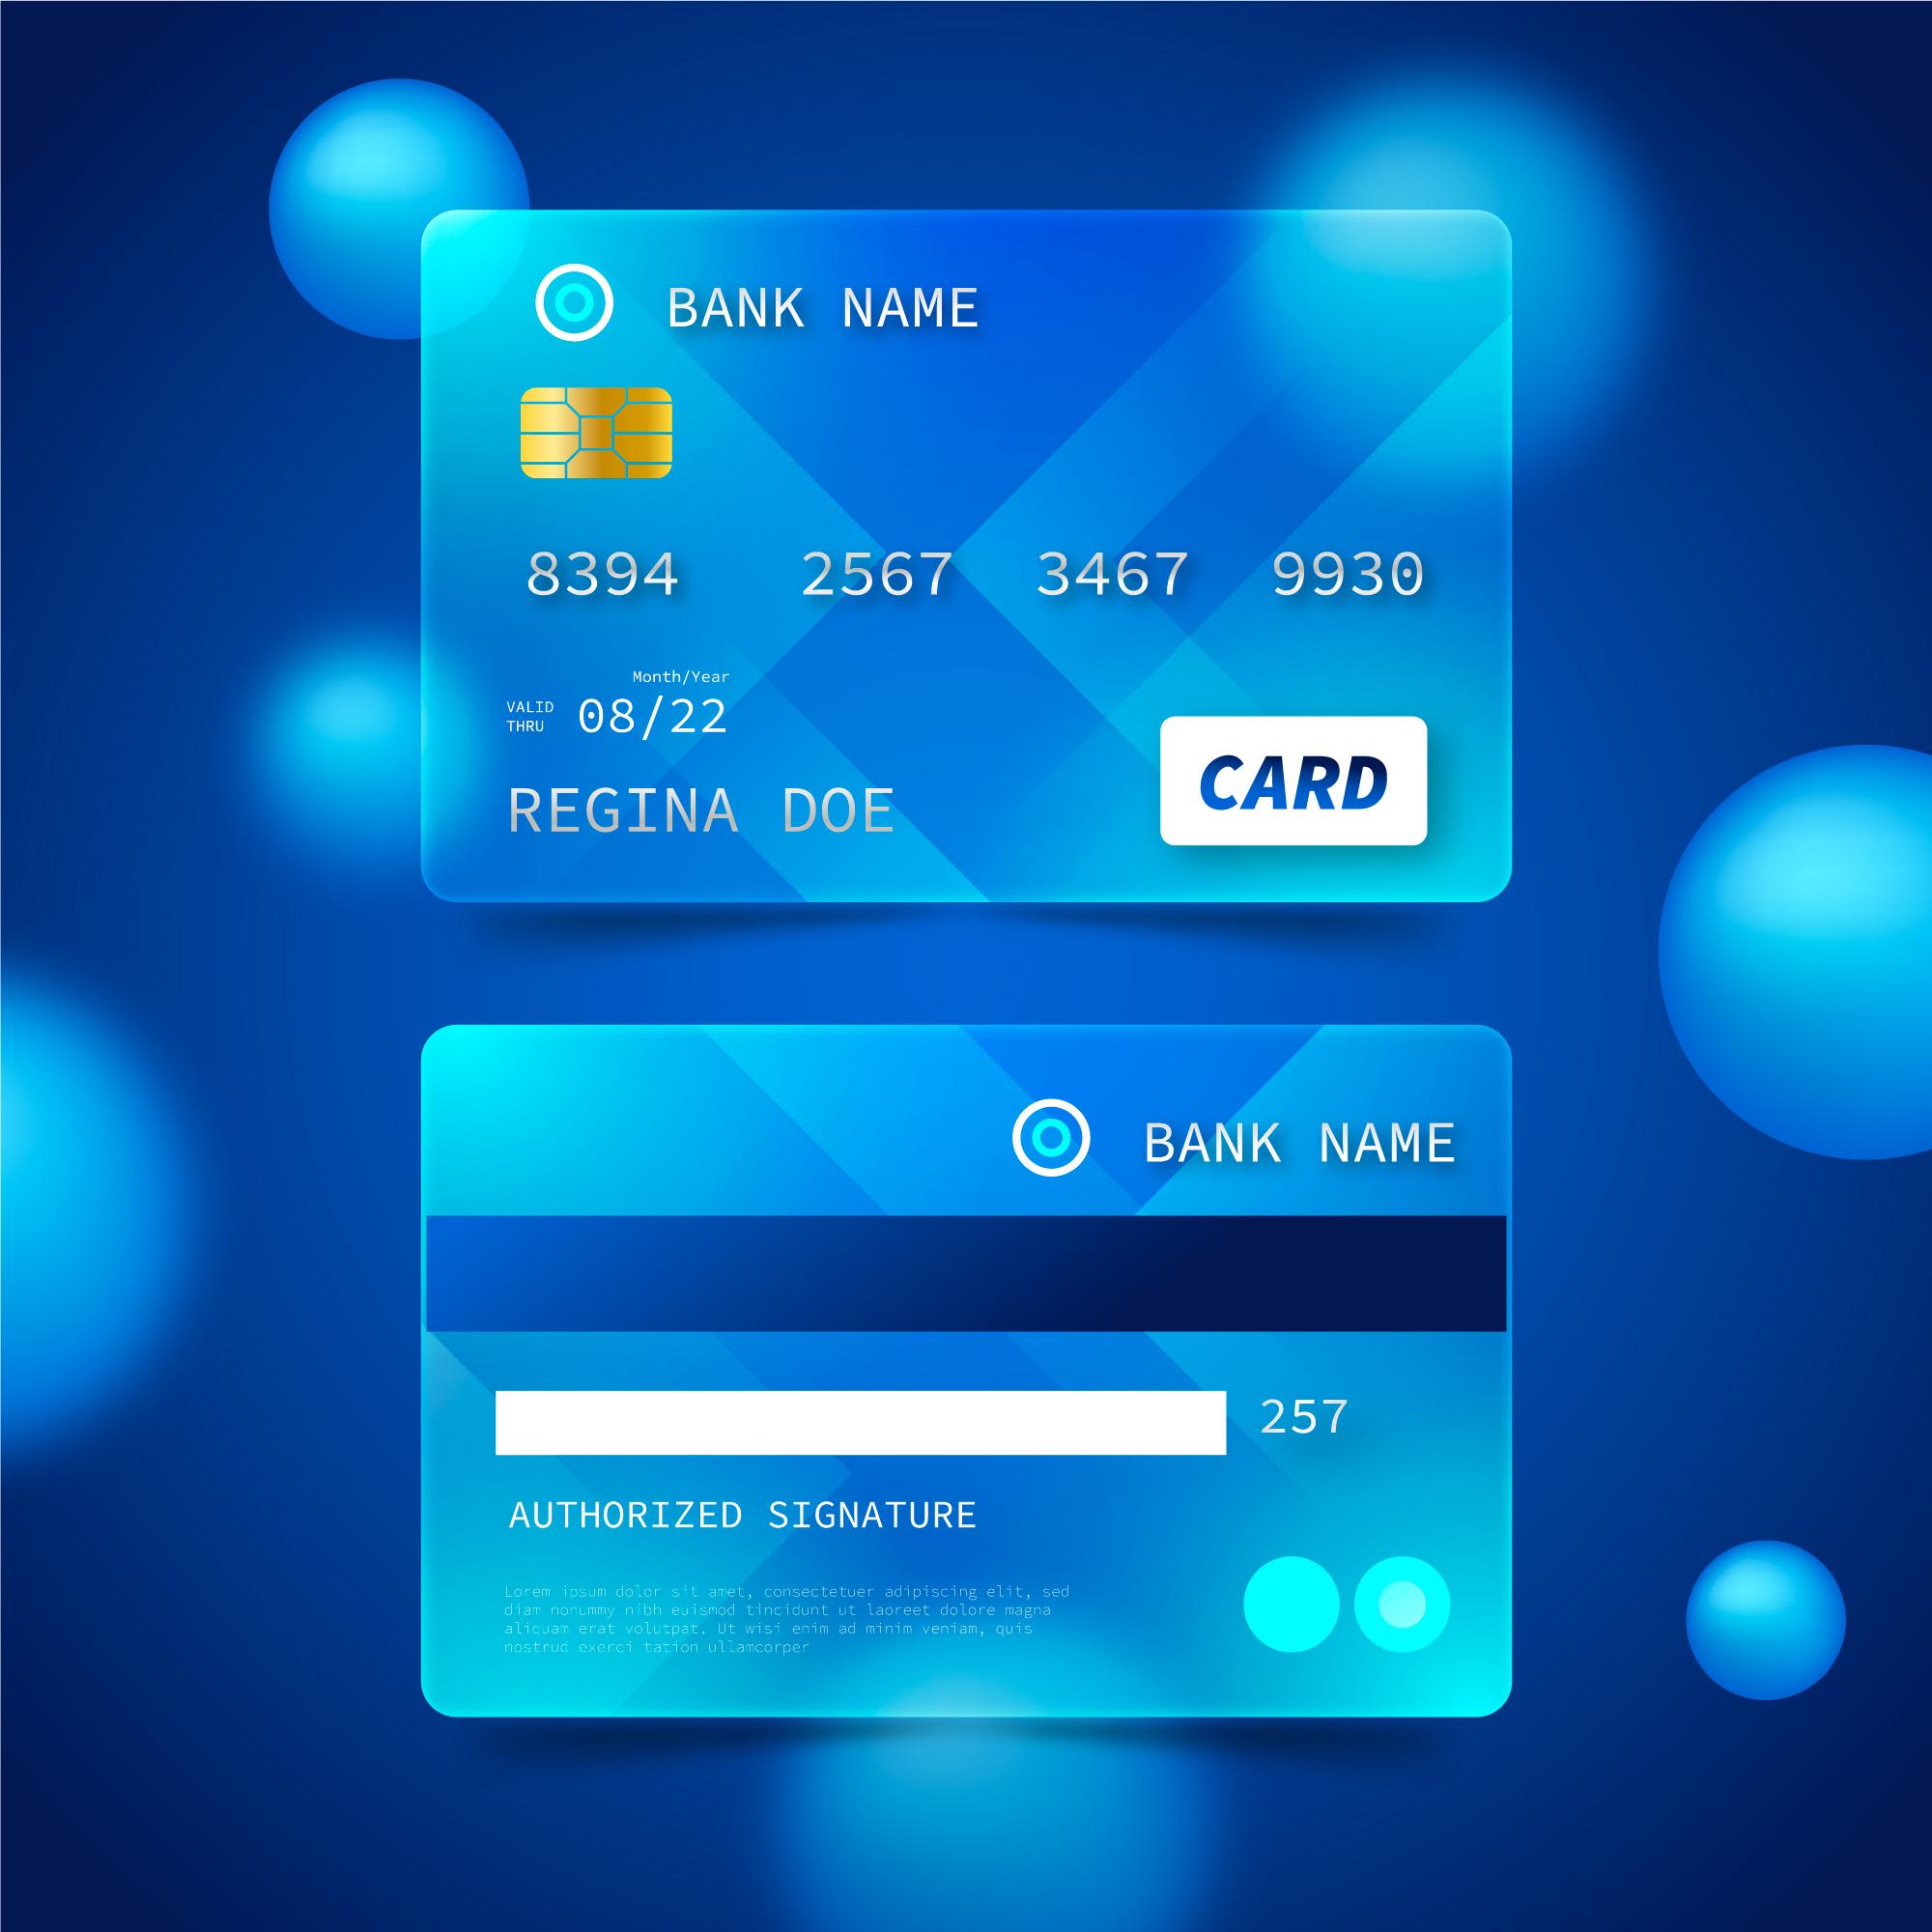 BANK NAME
8394 2567 3467 9930
Month/Year
VALID
THRU
08/22
REGINA DOE
CARD
BANK NAME
257
AUTHORIZED SIGNATURE
Lorem ipsum dolor sit amet, consectetuer adipiscing elit, sed
diam nonummy nibh euismod tincidunt ut laoreet dolore magna
aliquam erat volutpat. Ut wisi enim ad minim veniam, quis
nostrud exerci tation ullamcorper